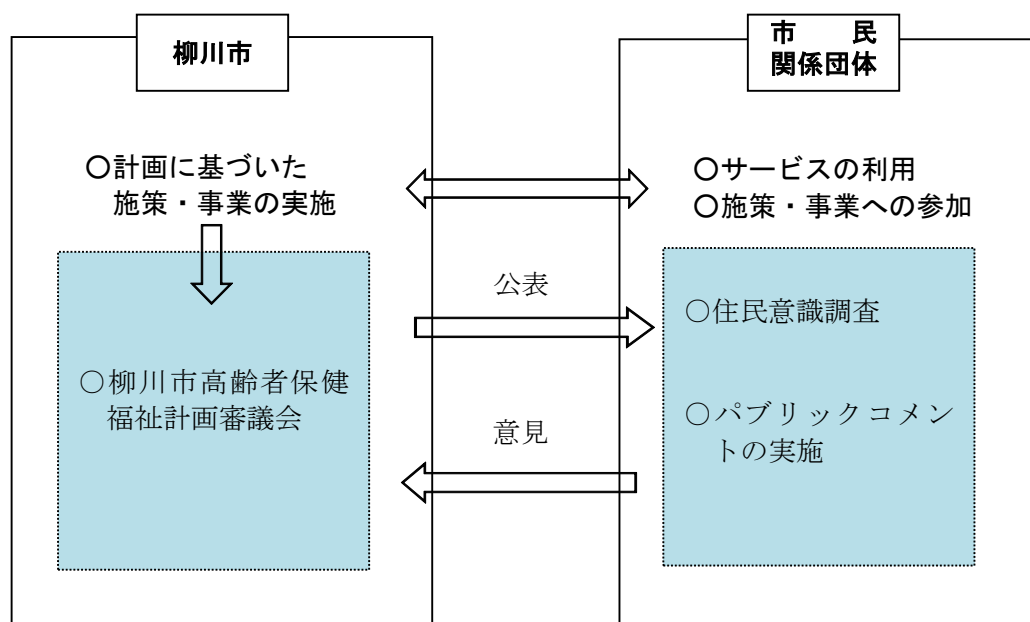 柳川市
○計画に基づいた
施策・事業の実施
○柳川市高齢者保健
福祉計画審議会
公表
意見
市　　民
関係団体
○サービスの利用
○施策・事業への参加
○住民意識調査
○パブリックコメン
トの実施